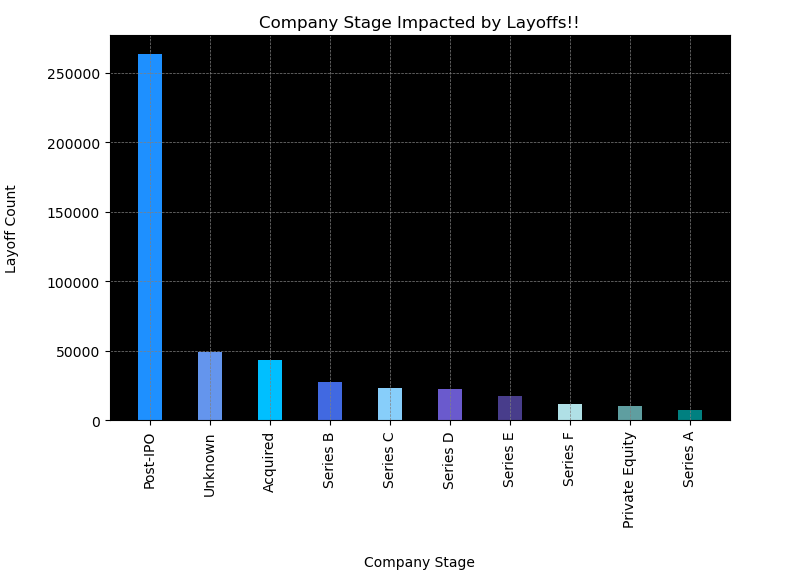 Company Stage Impacted by Layoffs!!
Layoff Count
250000
200000
150000
100000
50000
0
Post-IPO
Unknown
Acquired
Series B
Series C
Series D
Series E
Series F
Private Equity
Series A
Company Stage